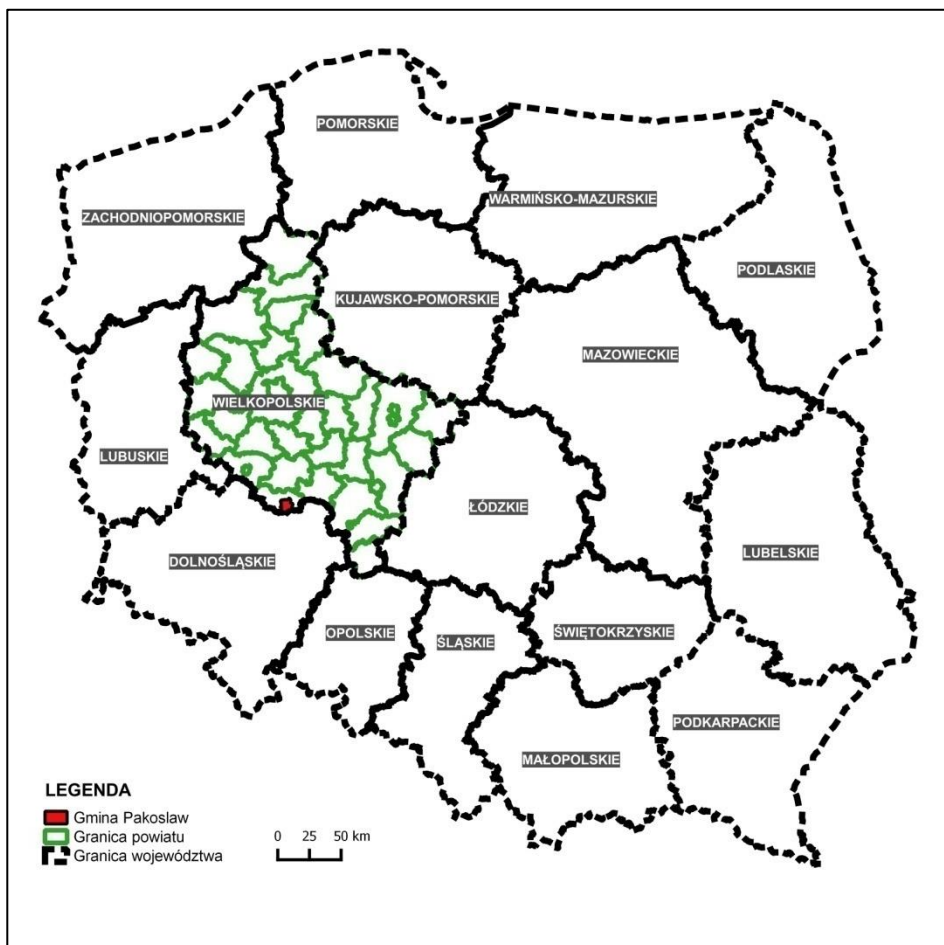 POMORSKIE
WARMIŃSKO-MAZURSKIE
ZACHODNIOPOMORSKIE
PODLASKIE
KUJAWSKO-POMORSKIE
MAZOWIECKIE
WIELKOPOLSKIE
LUBUSKIE
ŁÓDZKIE
LUBELSKIE
DOLNOŚLĄSKIE
OPOLSKIE
ŚLĄSKIE
ŚWIĘTOKRZYSKIE
PODKARPACKIE
MAŁOPOLSKIE
LEGENDA
Gmina Pakoslaw
Granica powiatu
Granica województwa
0 25 50 km